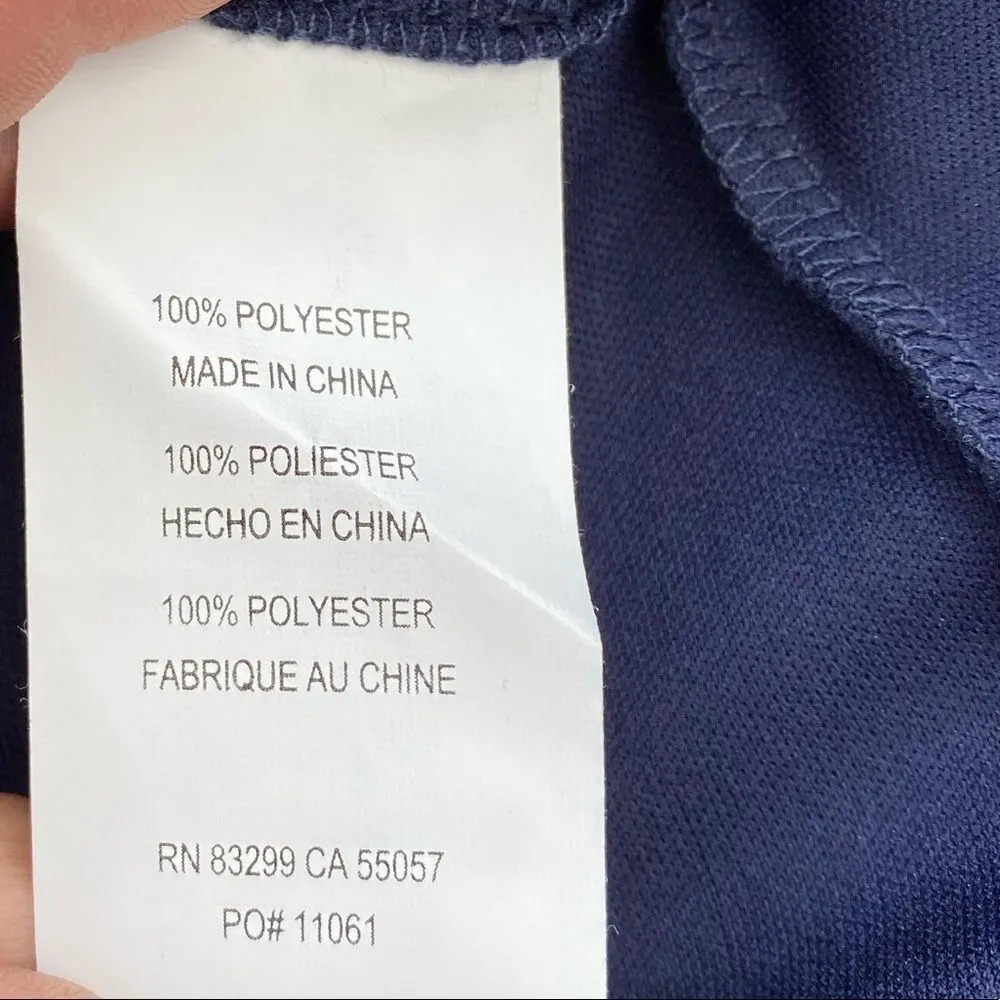 100% POLYESTER
MADE IN CHINA
100% POLIESTER
HECHO EN CHINA
100% POLYESTER
FABRIQUE AU CHINE
RN 83299 CA 55057
PO# 11061